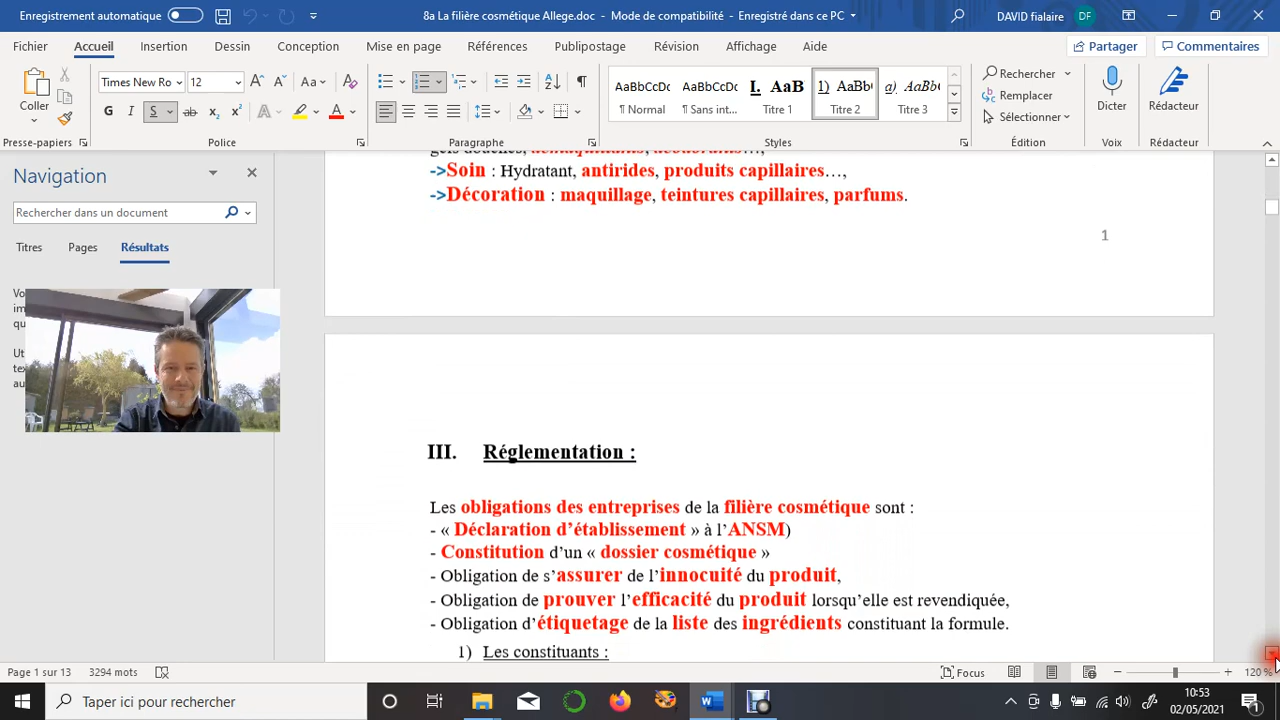 Enregistrement automatique
8a La filière cosmétique Allege.doc - Mode de compatibilité - Enregistré dans ce PC
DAVID fialaire
DF
Fichier Accueil Insertion Dessin Conception Mise en page Références Publipostage Révision Affichage Aide
Partager Commentaires
Times New Ro 12
Coller
G I S ab x₂ x²
Presse-papiers Police Paragraphe Styles Édition Voix Rédacteur
AaBbCcDc AaBbCcDc I. AaB 1) AaBb a) AaBb
¶ Normal ¶ Sans int... ¶ Titre 1 ¶ Titre 2 ¶ Titre 3
Rechercher
Remplacer
Sélectionner
Dicter
Rédacteur
Navigation
Rechercher dans un document
Titres Pages Résultats
->Soin : Hydratant, antirides, produits capillaires…,
->Décoration : maquillage, teintures capillaires, parfums.
1
III. Réglementation :
Les obligations des entreprises de la filière cosmétique sont :
- « Déclaration d’établissement » à l’ANSM)
- Constitution d’un « dossier cosmétique »
- Obligation de s’assurer de l’innocuité du produit,
- Obligation de prouver l’efficacité du produit lorsqu’elle est revendiquée,
- Obligation d’étiquetage de la liste des ingrédients constituant la formule.
1) Les constituants :
Page 1 sur 13 3294 mots
Focus
120 %
Taper ici pour rechercher
10:53
02/05/2021
1